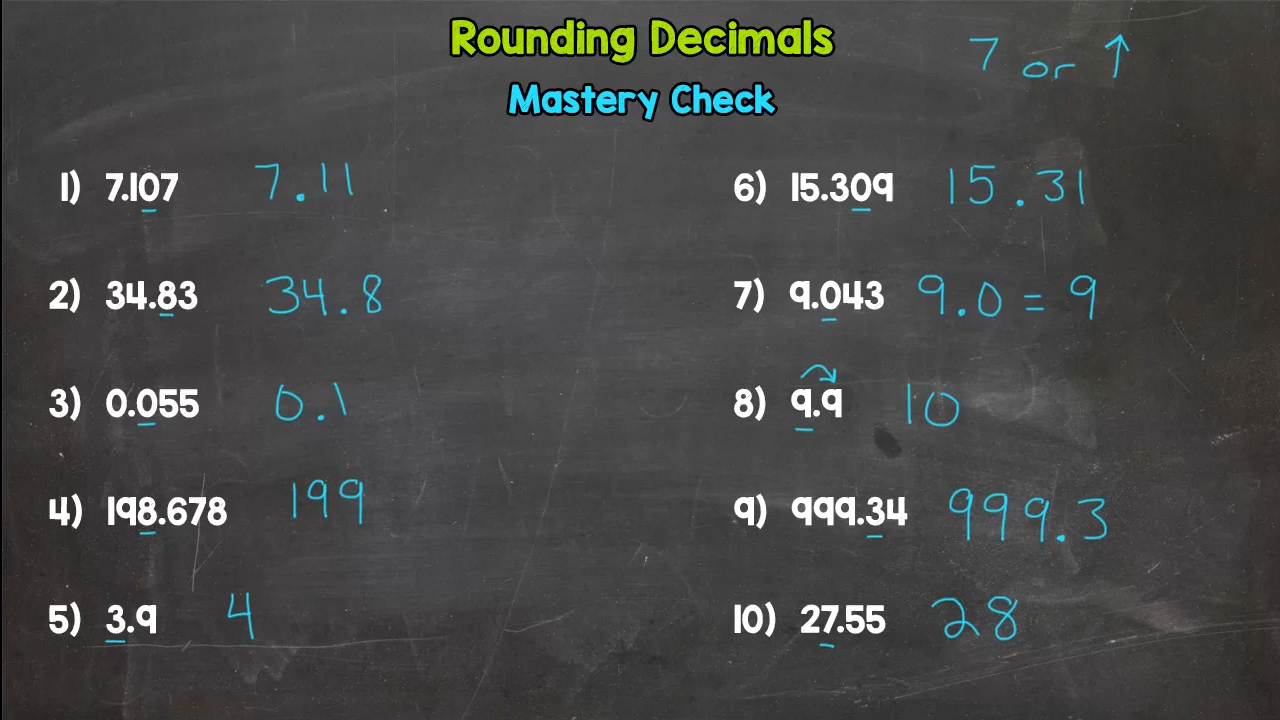 Rounding Decimals
Mastery Check
7 or ↑
1) 7.107 7.11
2) 34.83 34.8
3) 0.055 0.1
4) 198.678 199
5) 3.9 4
6) 15.309 15.31
7) 9.043 9.0 = 9
8) 9.9 10
9) 999.34 999.3
10) 27.55 28